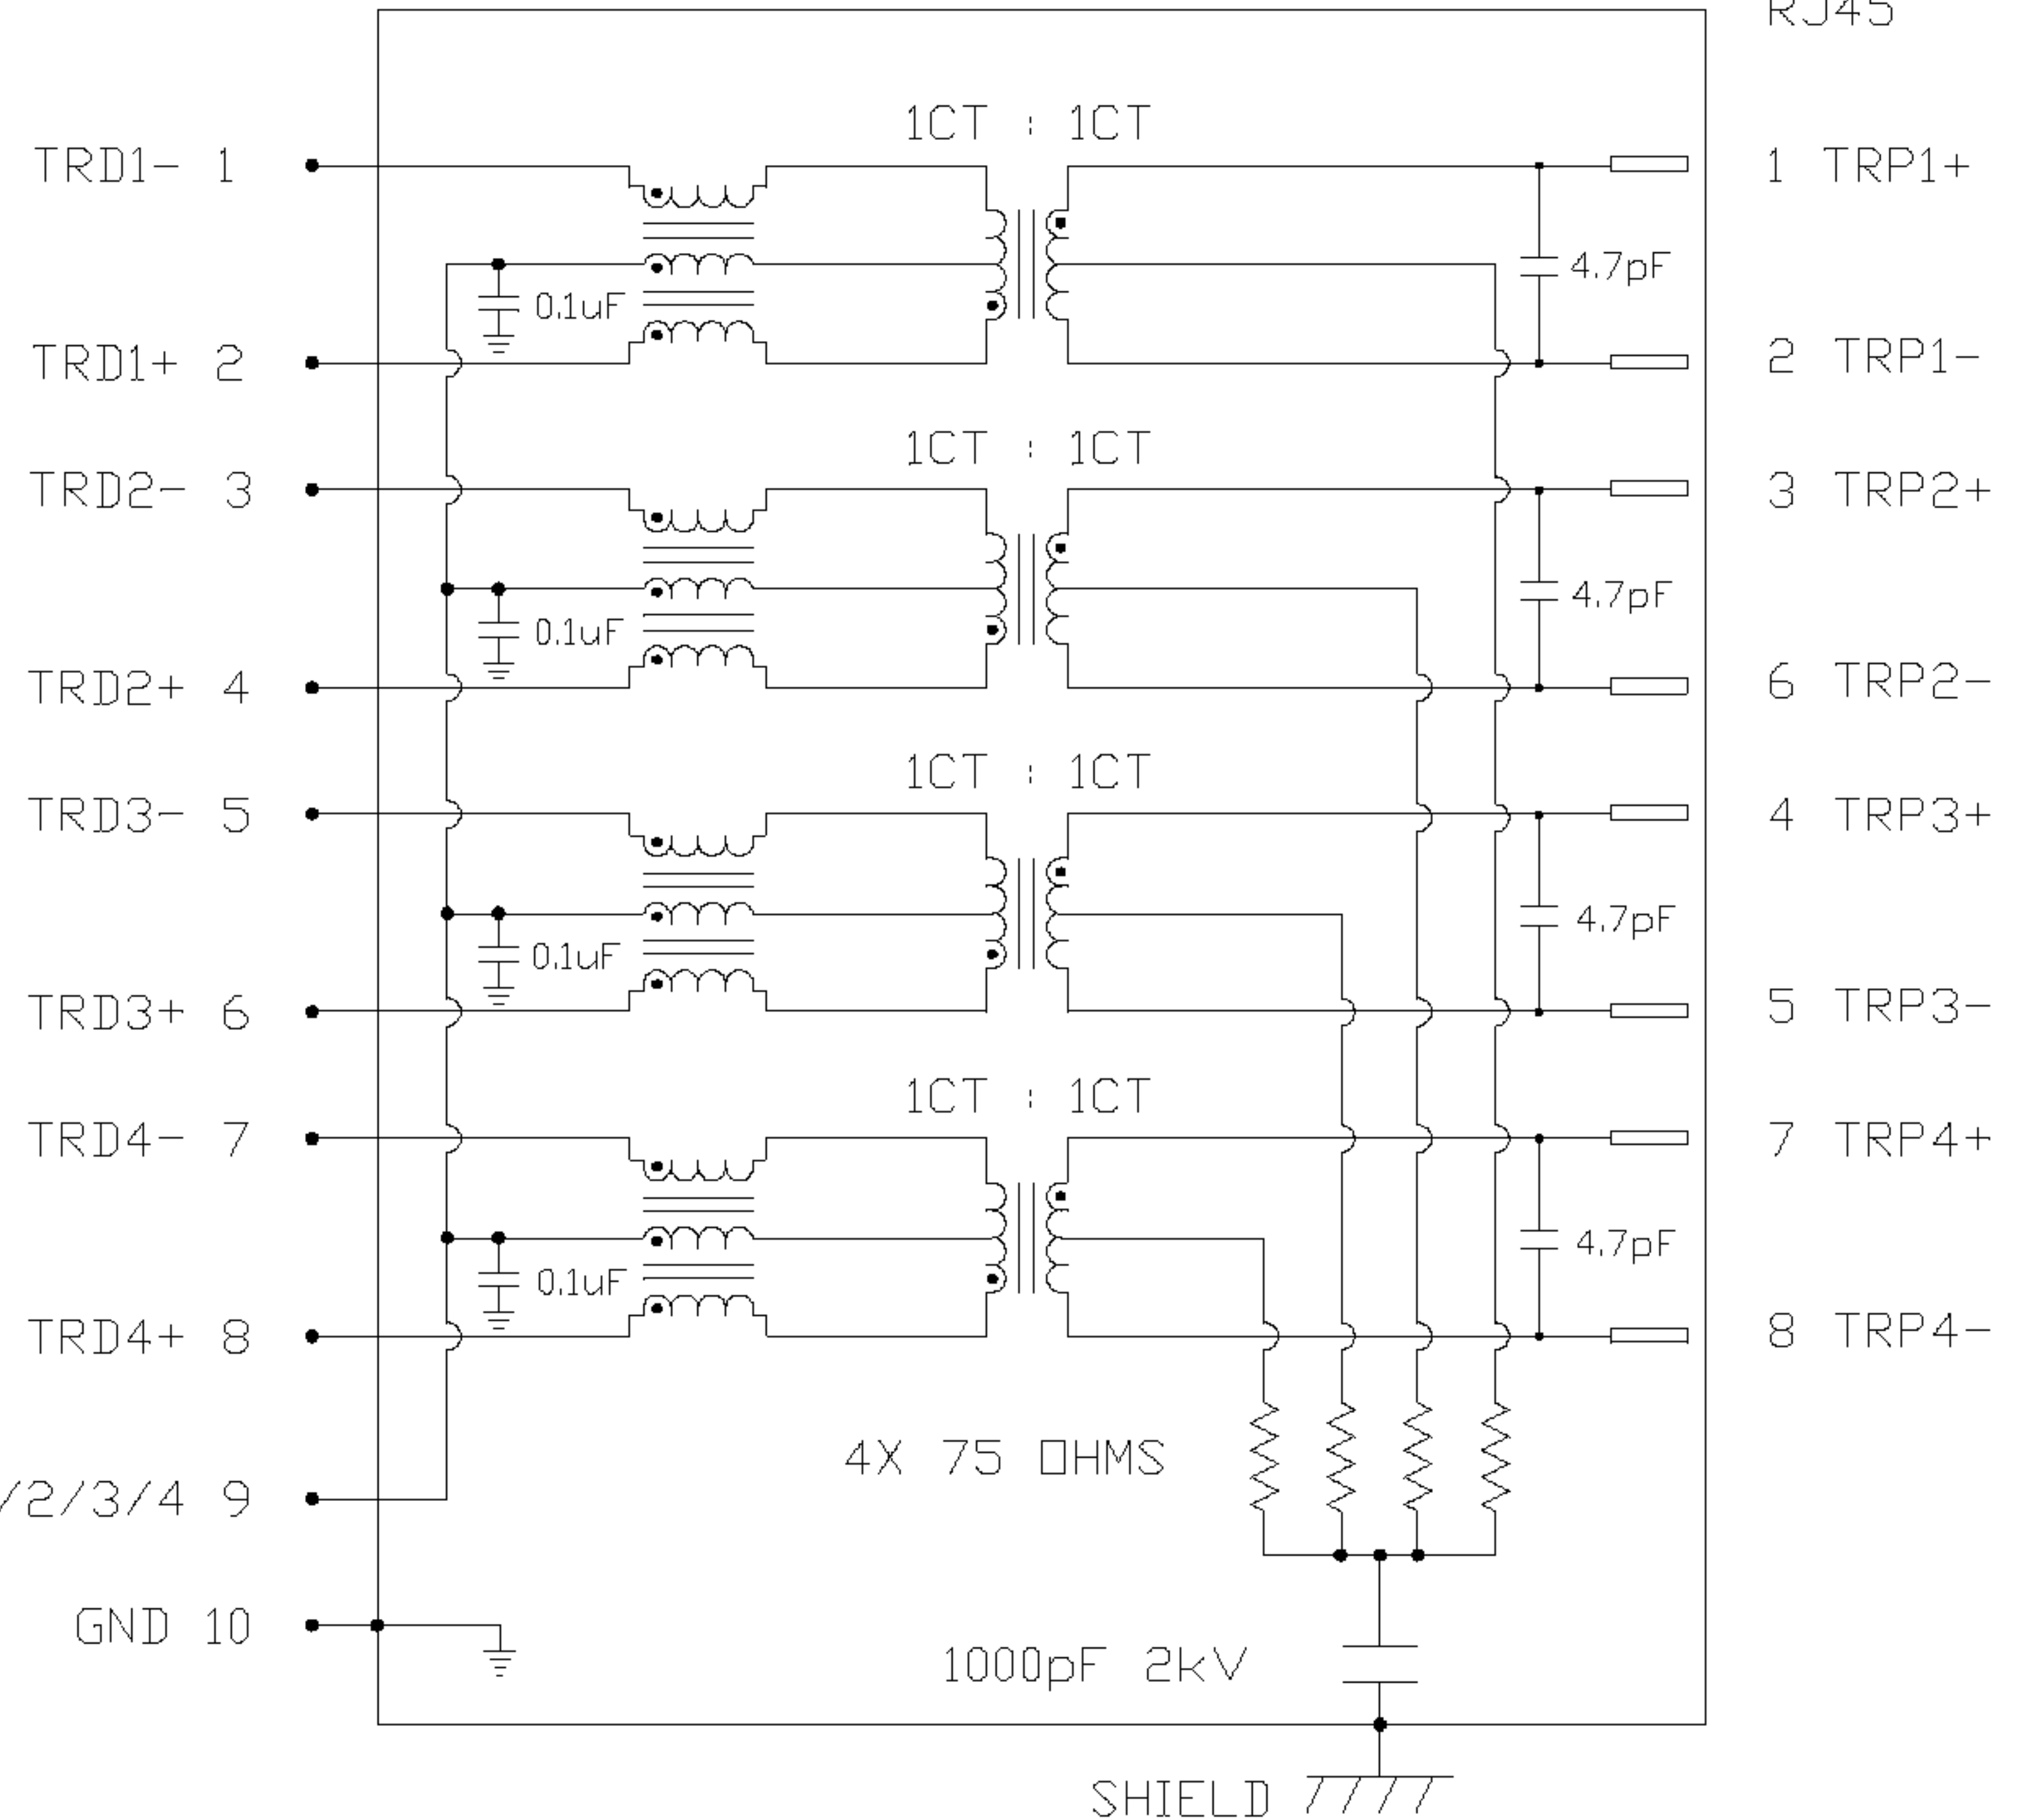 RJ45
1CT : 1CT
TRD1- 1
1 TRP1+
4.7pF
0.1uF
TRD1+ 2
2 TRP1-
1CT : 1CT
TRD2- 3
3 TRP2+
4.7pF
0.1uF
TRD2+ 4
6 TRP2-
1CT : 1CT
TRD3- 5
4 TRP3+
4.7pF
0.1uF
TRD3+ 6
5 TRP3-
1CT : 1CT
TRD4- 7
7 TRP4+
4.7pF
0.1uF
TRD4+ 8
8 TRP4-
4X 75 OHMS
/2/3/4 9
GND 10
1000pF 2kV
SHIELD